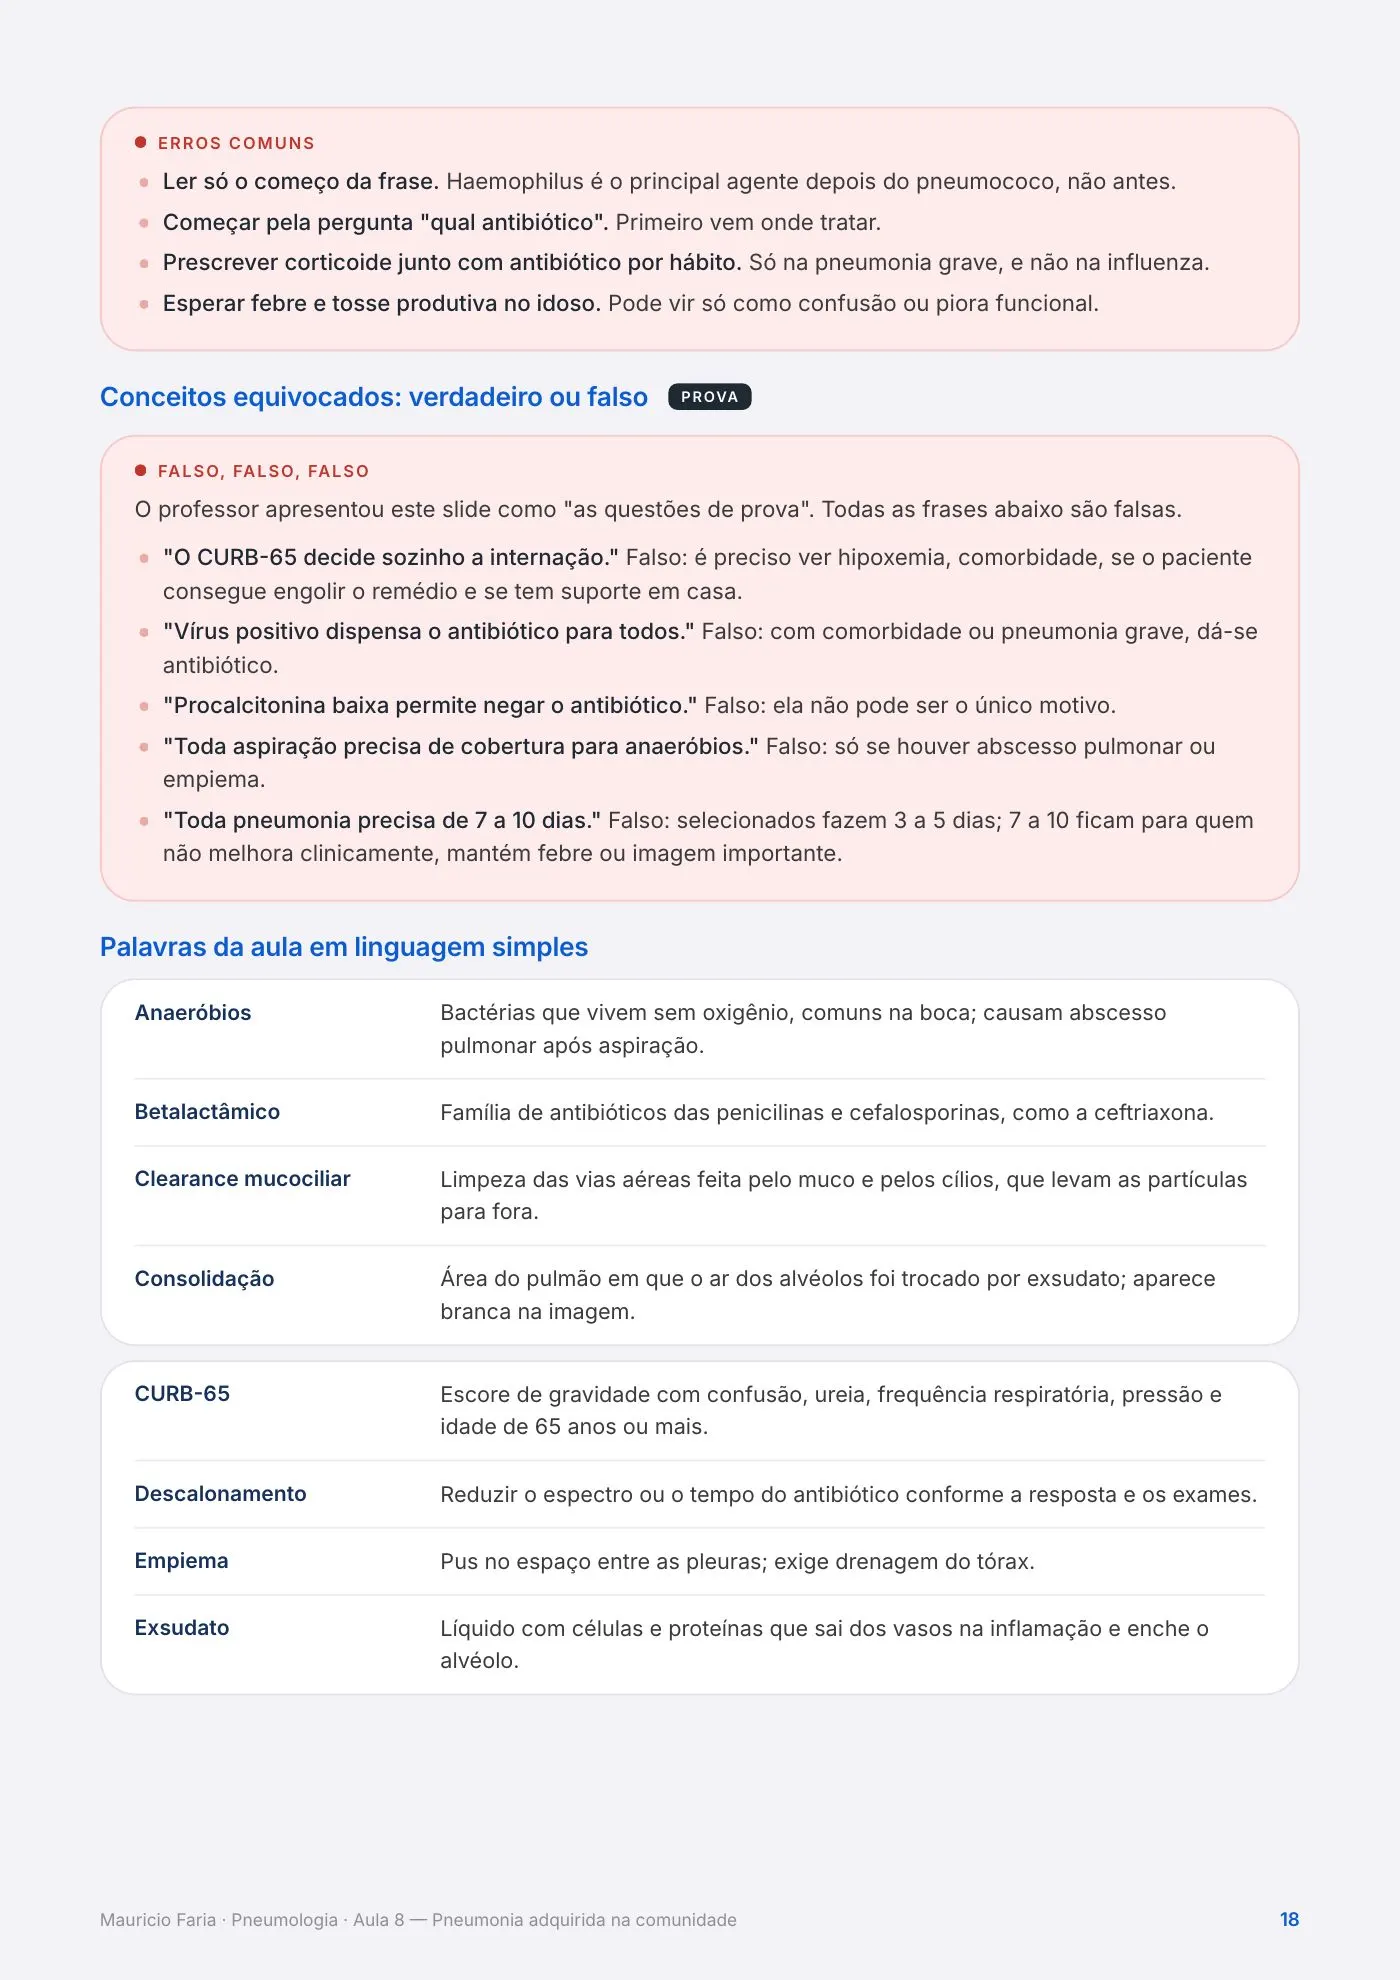 ERROS COMUNS
Ler só o começo da frase. Haemophilus é o principal agente depois do pneumococo, não antes.
Começar pela pergunta "qual antibiótico". Primeiro vem onde tratar.
Prescrever corticoide junto com antibiótico por hábito. Só na pneumonia grave, e não na influenza.
Esperar febre e tosse produtiva no idoso. Pode vir só como confusão ou piora funcional.
Conceitos equivocados: verdadeiro ou falso PROVA
FALSO, FALSO, FALSO
O professor apresentou este slide como "as questões de prova". Todas as frases abaixo são falsas.
"O CURB-65 decide sozinho a internação." Falso: é preciso ver hipoxemia, comorbidade, se o paciente
consegue engolir o remédio e se tem suporte em casa.
"Vírus positivo dispensa o antibiótico para todos." Falso: com comorbidade ou pneumonia grave, dá-se
antibiótico.
"Procalcitonina baixa permite negar o antibiótico." Falso: ela não pode ser o único motivo.
"Toda aspiração precisa de cobertura para anaeróbios." Falso: só se houver abscesso pulmonar ou
empiema.
"Toda pneumonia precisa de 7 a 10 dias." Falso: selecionados fazem 3 a 5 dias; 7 a 10 ficam para quem
não melhora clinicamente, mantém febre ou imagem importante.
Palavras da aula em linguagem simples
Anaeróbios Bactérias que vivem sem oxigênio, comuns na boca; causam abscesso
pulmonar após aspiração.
Betalactâmico Família de antibióticos das penicilinas e cefalosporinas, como a ceftriaxona.
Clearance mucociliar Limpeza das vias aéreas feita pelo muco e pelos cílios, que levam as partículas
para fora.
Consolidação Área do pulmão em que o ar dos alvéolos foi trocado por exsudato; aparece
branca na imagem.
CURB-65 Escore de gravidade com confusão, ureia, frequência respiratória, pressão e
idade de 65 anos ou mais.
Descalonamento Reduzir o espectro ou o tempo do antibiótico conforme a resposta e os exames.
Empiema Pus no espaço entre as pleuras; exige drenagem do tórax.
Exsudato Líquido com células e proteínas que sai dos vasos na inflamação e enche o
alvéolo.
Mauricio Faria · Pneumologia · Aula 8 — Pneumonia adquirida na comunidade 18